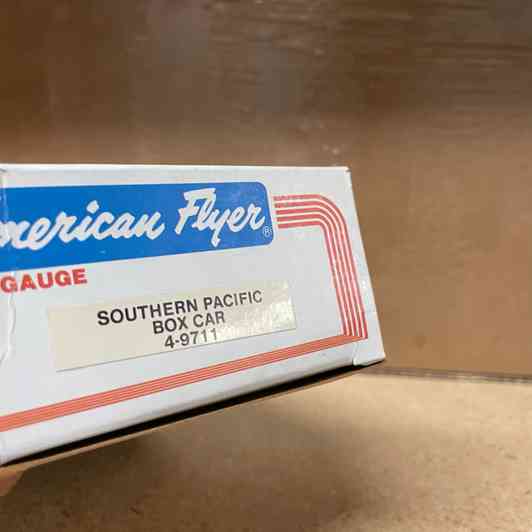 merican Flyer®
GAUGE
SOUTHERN PACIFIC
BOX CAR
4-9711